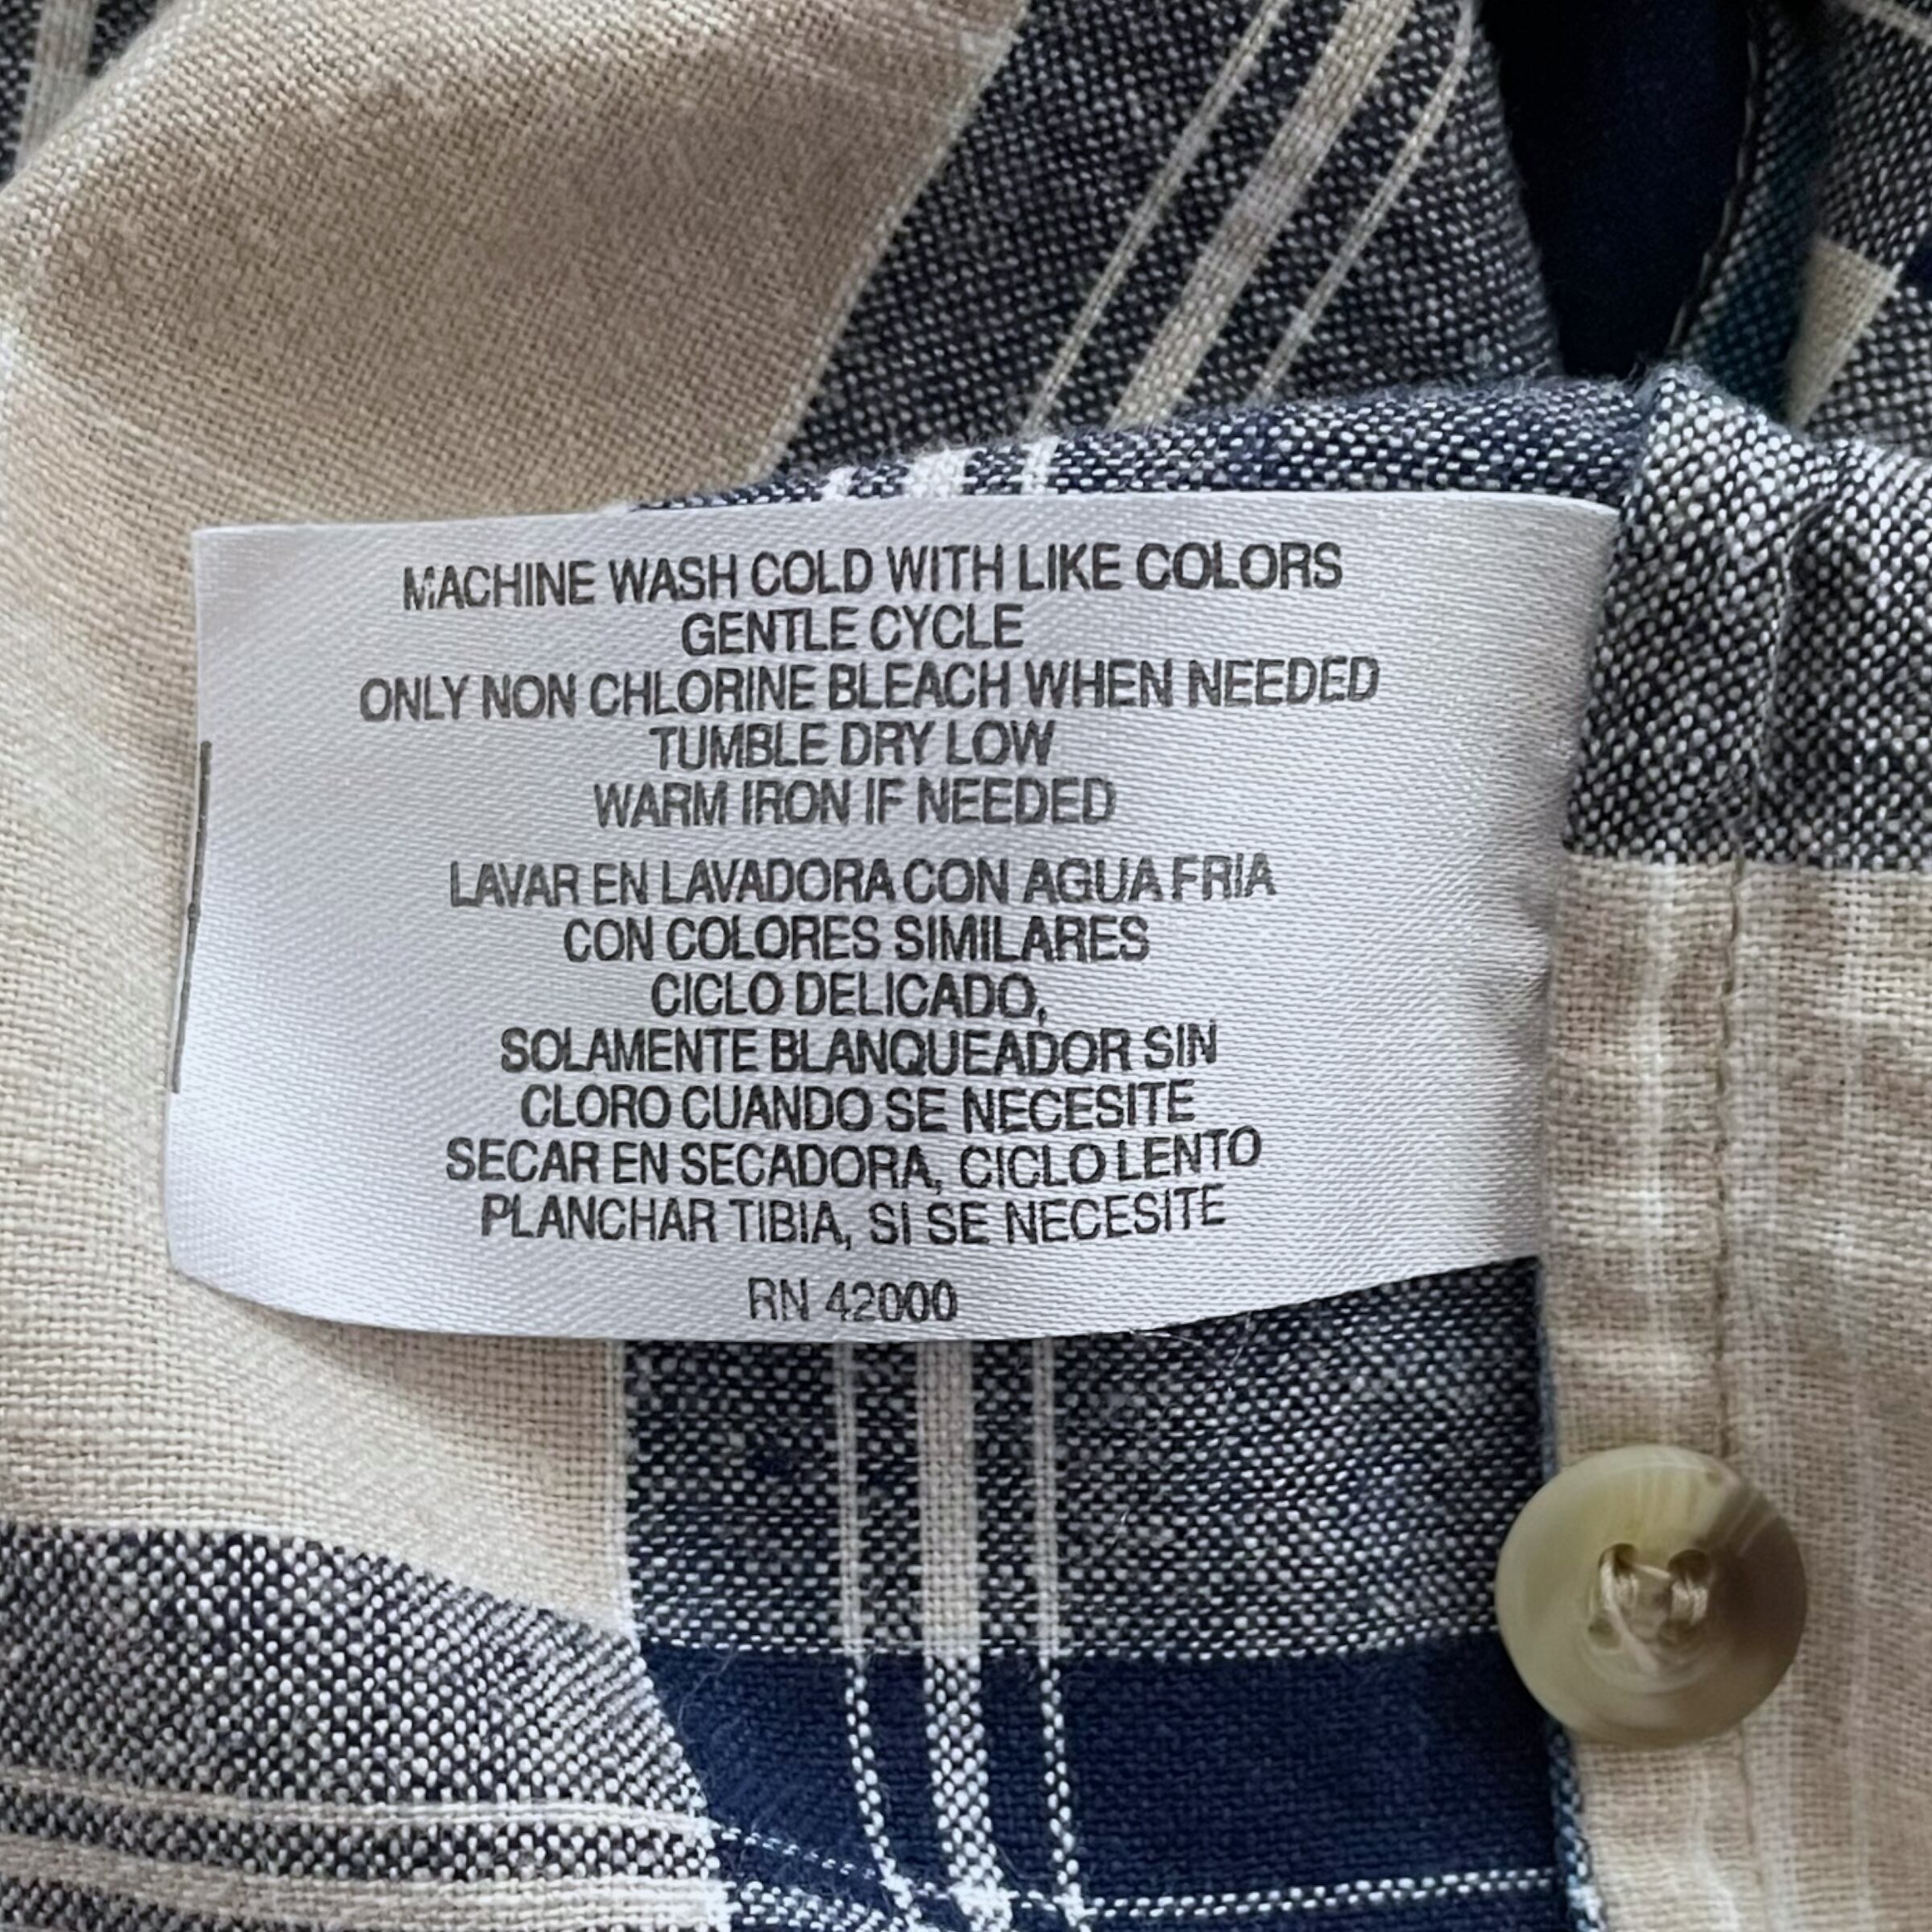 MACHINE WASH COLD WITH LIKE COLORS
GENTLE CYCLE
ONLY NON CHLORINE BLEACH WHEN NEEDED
TUMBLE DRY LOW
WARM IRON IF NEEDED
LAVAR EN LAVADORA CON AGUA FRIA
CON COLORES SIMILARES
CICLO DELICADO,
SOLAMENTE BLANQUEADOR SIN
CLORO CUANDO SE NECESITE
SECAR EN SECADORA, CICLO LENTO
PLANCHAR TIBIA, SI SE NECESITE
RN 42000